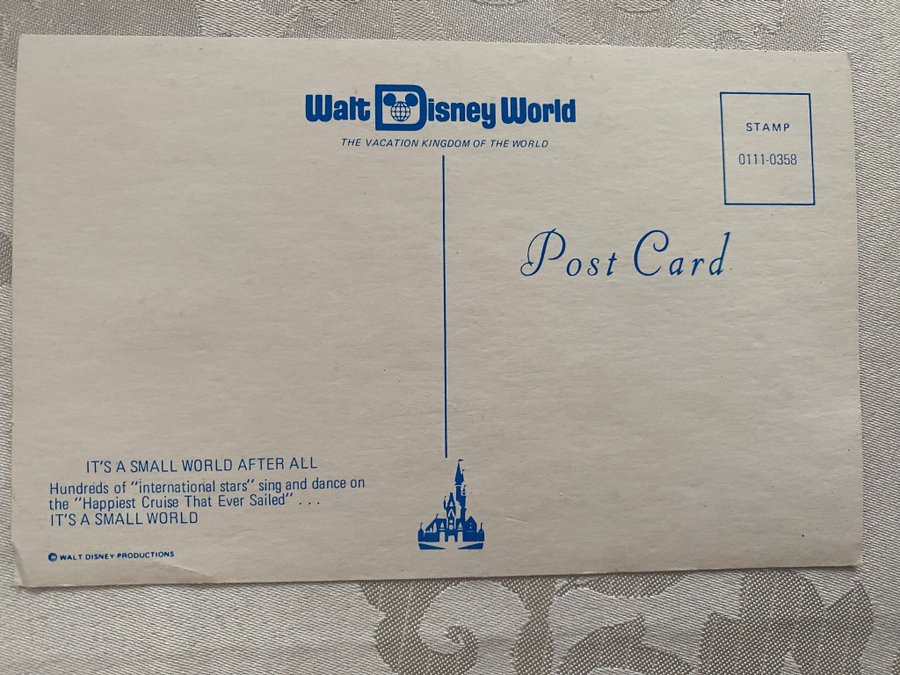 Walt Disney World
THE VACATION KINGDOM OF THE WORLD
STAMP
0111-0358
Post Card
IT'S A SMALL WORLD AFTER ALL
Hundreds of "international stars" sing and dance on
the "Happiest Cruise That Ever Sailed" . . .
IT'S A SMALL WORLD
© WALT DISNEY PRODUCTIONS